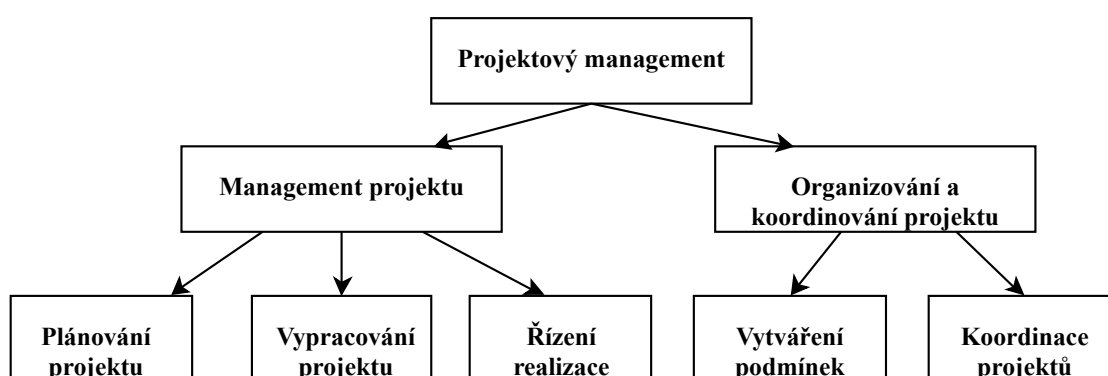 Projektový management
Management projektu
Organizování a
koordinování projektu
Plánování
projektu
Vypracování
projektu
Řízení
realizace
Vytváření
podmínek
Koordinace
projektů